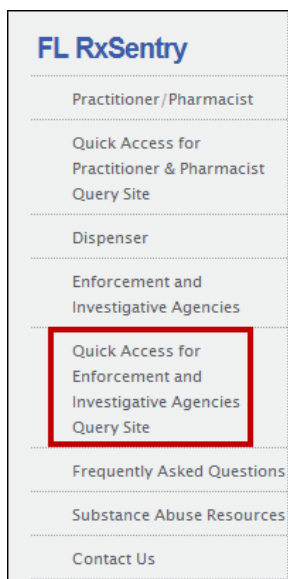 FL RxSentry
Practitioner/Pharmacist
Quick Access for
Practitioner & Pharmacist
Query Site
Dispenser
Enforcement and
Investigative Agencies
Quick Access for
Enforcement and
Investigative Agencies
Query Site
Frequently Asked Questions
Substance Abuse Resources
Contact Us